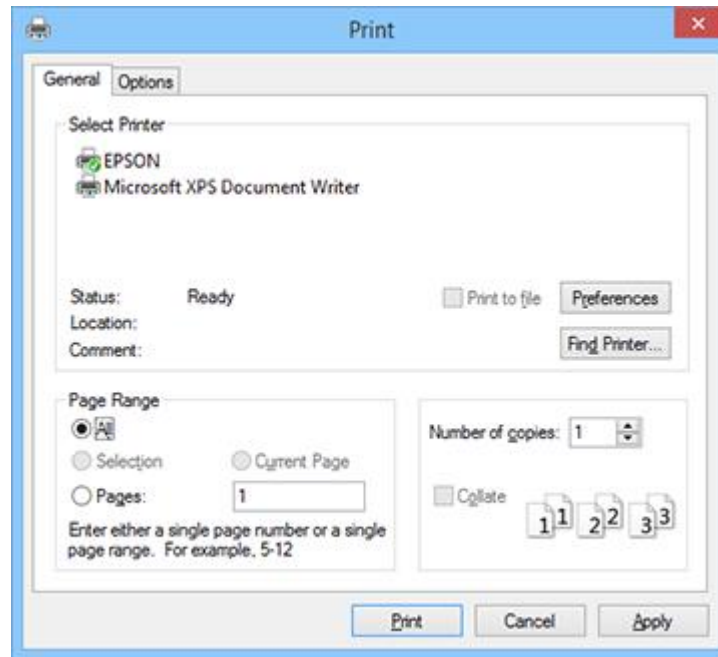 Print
General Options
Select Printer
EPSON
Microsoft XPS Document Writer
Status: Ready
Print to file
Preferences
Location:
Comment:
Find Printer...
Page Range
All
Selection
Current Page
Pages: 1
Enter either a single page number or a single
page range. For example, 5-12
Number of copies: 1
Collate
1 1 2 2 3 3
Print Cancel Apply